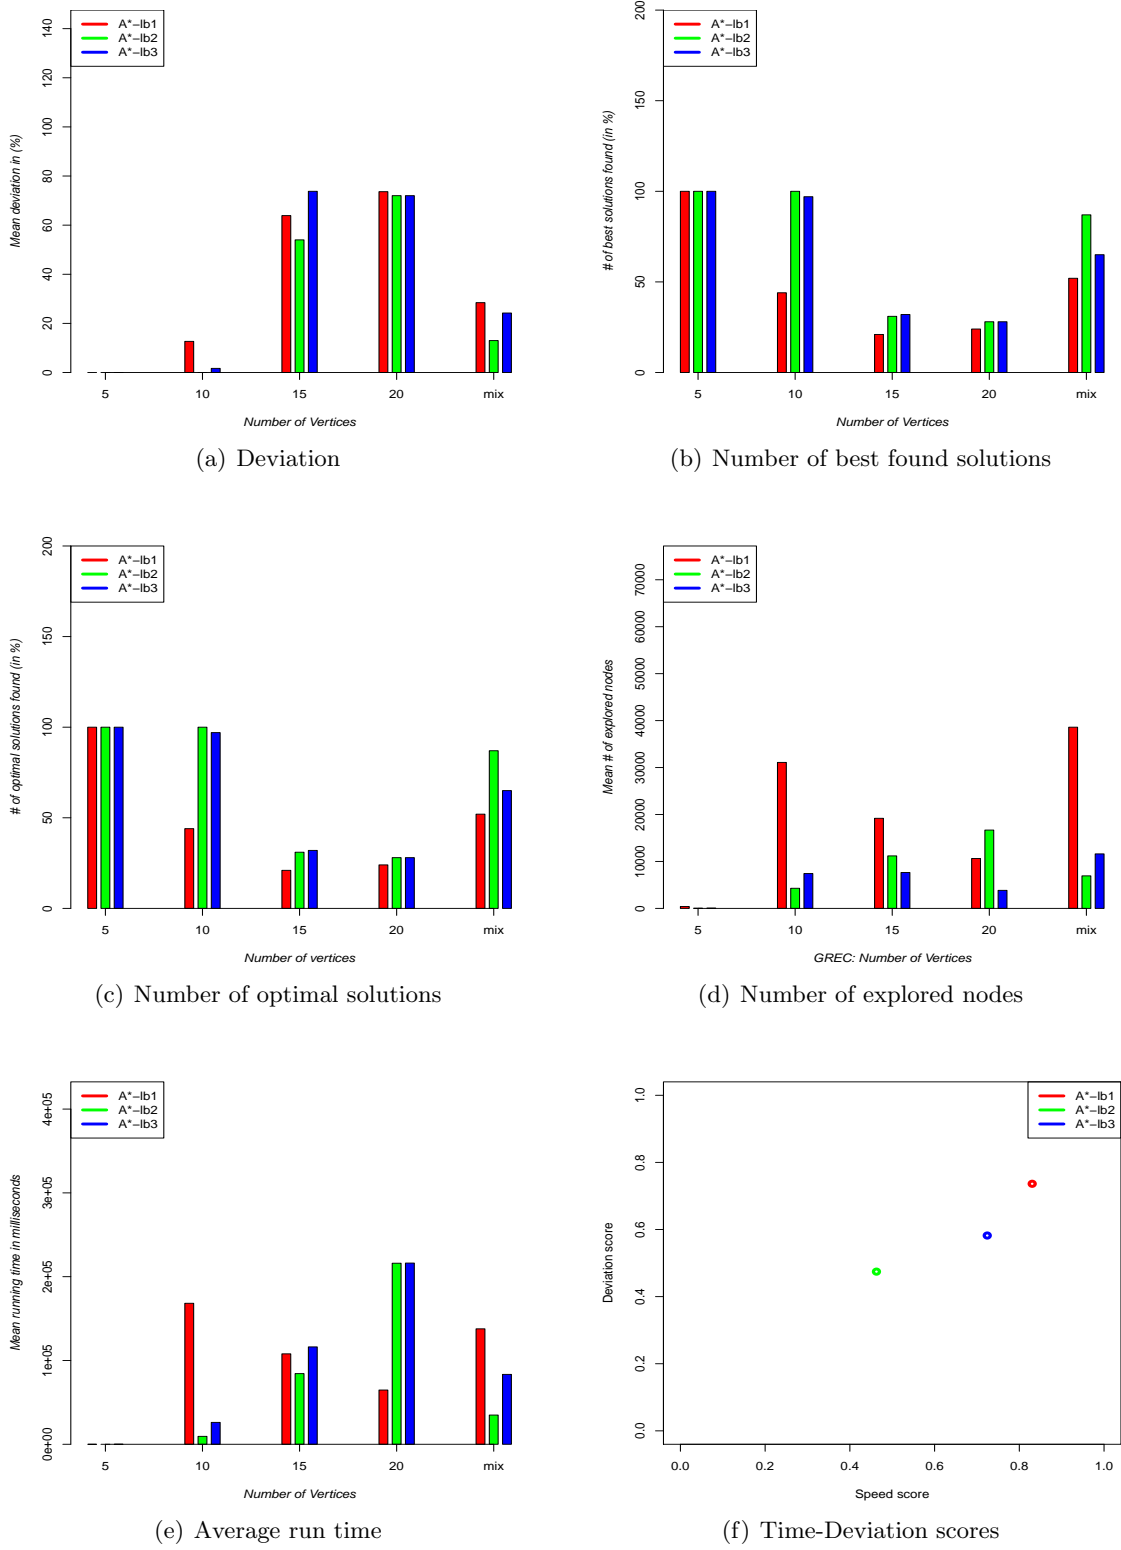 A*−lb1
A*−lb2
A*−lb3
Mean deviation in (%)
0 20 40 60 80 100 120 140
5 10 15 20 mix
Number of Vertices
(a) Deviation
A*−lb1
A*−lb2
A*−lb3
# of best solutions found (in %)
0 50 100 150 200
5 10 15 20 mix
Number of Vertices
(b) Number of best found solutions
A*−lb1
A*−lb2
A*−lb3
# of optimal solutions found (in %)
0 50 100 150 200
5 10 15 20 mix
Number of vertices
(c) Number of optimal solutions
A*−lb1
A*−lb2
A*−lb3
Mean # of explored nodes
0 10000 20000 30000 40000 50000 60000 70000
5 10 15 20 mix
GREC: Number of Vertices
(d) Number of explored nodes
A*−lb1
A*−lb2
A*−lb3
Mean running time in milliseconds
0e+00 1e+05 2e+05 3e+05 4e+05
5 10 15 20 mix
Number of Vertices
(e) Average run time
A*−lb1
A*−lb2
A*−lb3
Deviation score
0.0 0.2 0.4 0.6 0.8 1.0
0.0 0.2 0.4 0.6 0.8 1.0
Speed score
(f) Time-Deviation scores